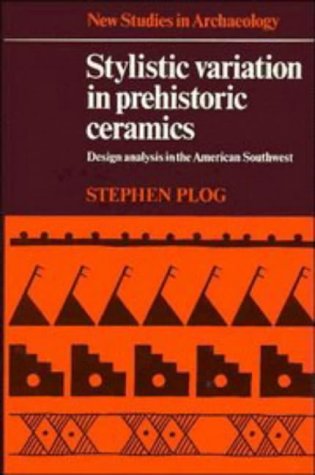 New Studies in Archaeology
Stylistic variation
in prehistoric
ceramics
Design analysis in the American Southwest
STEPHEN PLOG